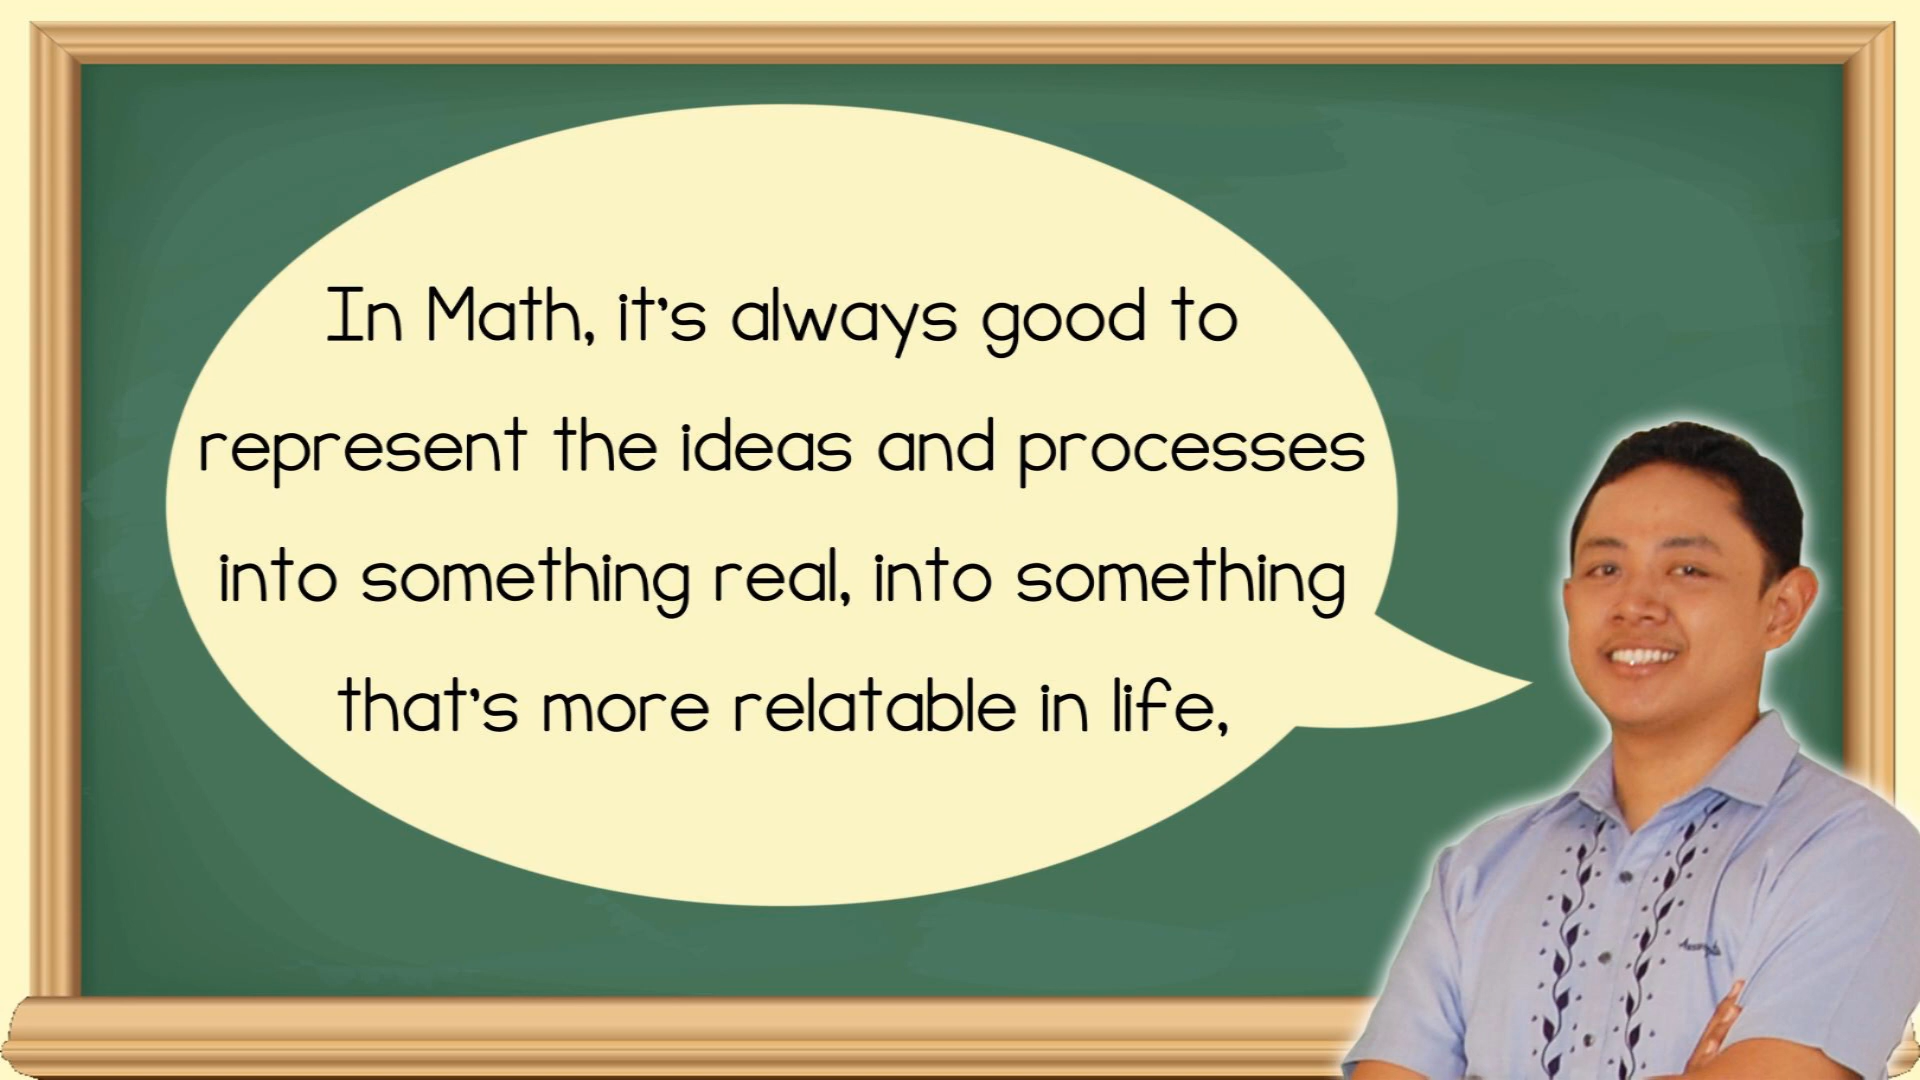 In Math, it's always good to
represent the ideas and processes
into something real, into something
that's more relatable in life,